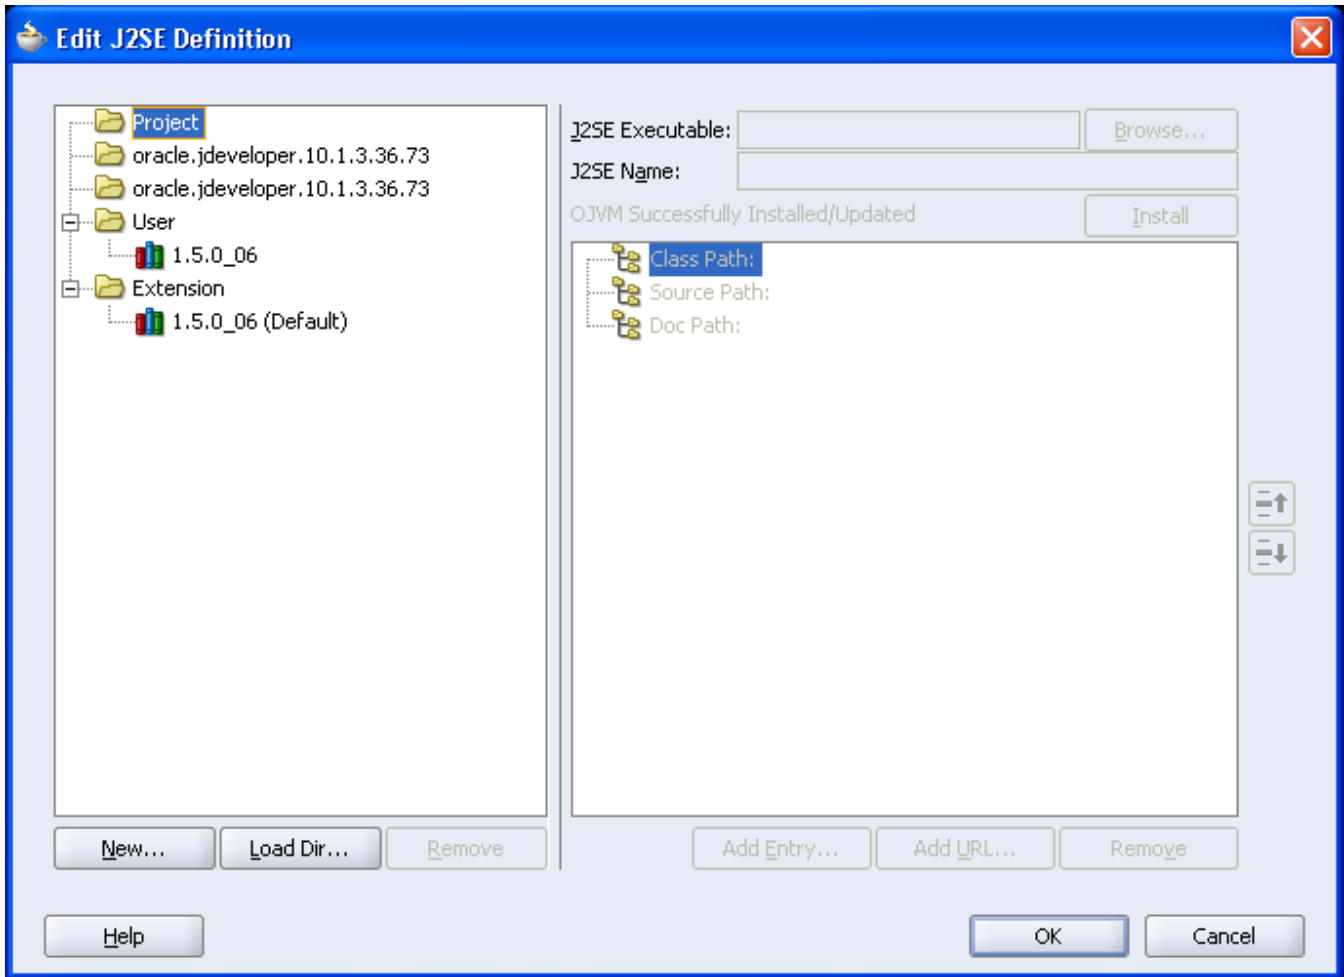 Edit J2SE Definition
Project
oracle.jdeveloper.10.1.3.36.73
oracle.jdeveloper.10.1.3.36.73
User
1.5.0_06
Extension
1.5.0_06 (Default)
New...
Load Dir...
Remove
J2SE Executable:
Browse...
J2SE Name:
OJVM Successfully Installed/Updated
Install
Class Path:
Source Path:
Doc Path:
Add Entry...
Add URL...
Remove
Help
OK
Cancel